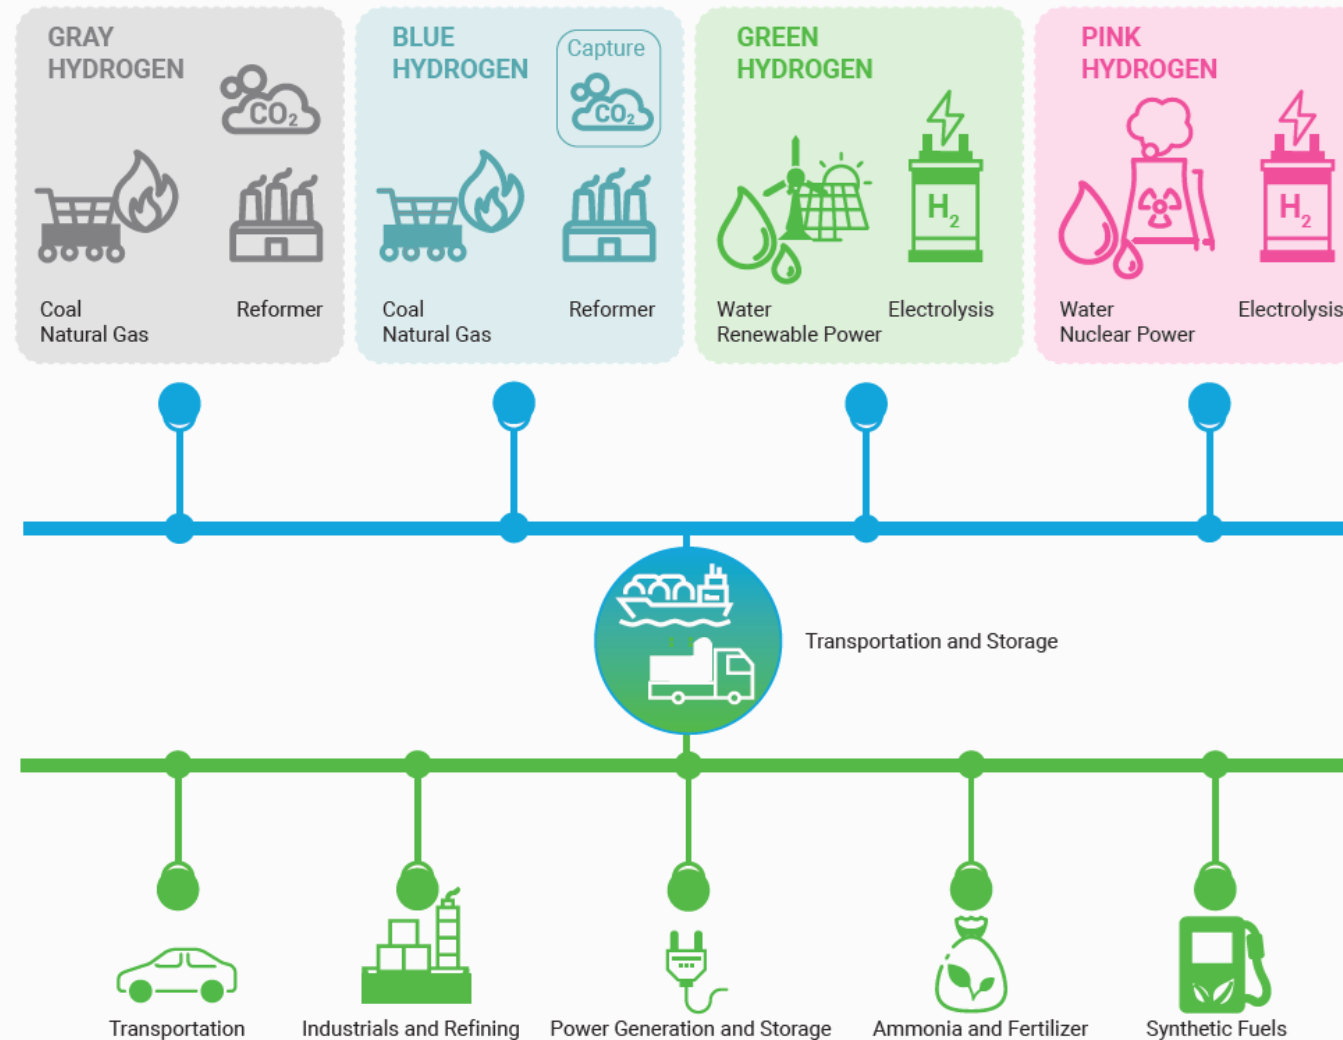 GRAY
HYDROGEN
CO₂
Coal
Natural Gas
Reformer
BLUE
HYDROGEN
Capture
CO₂
Coal
Natural Gas
Reformer
GREEN
HYDROGEN
H₂
Water
Renewable Power
Electrolysis
PINK
HYDROGEN
H₂
Water
Nuclear Power
Electrolysis
Transportation and Storage
Transportation
Industrials and Refining
Power Generation and Storage
Ammonia and Fertilizer
Synthetic Fuels